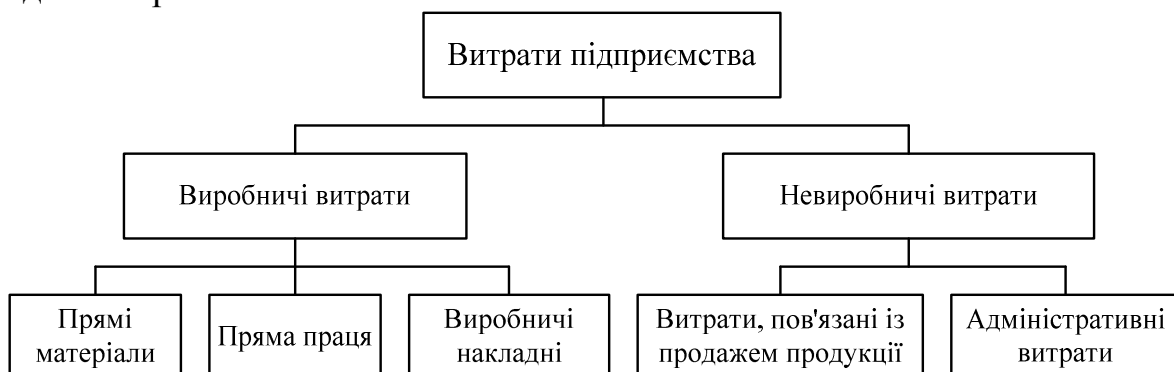 Витрати підприємства
Виробничі витрати
Невиробничі витрати
Прямі
матеріали
Пряма праця
Виробничі
накладні
Витрати, пов'язані із
продажем продукції
Адміністративні
витрати